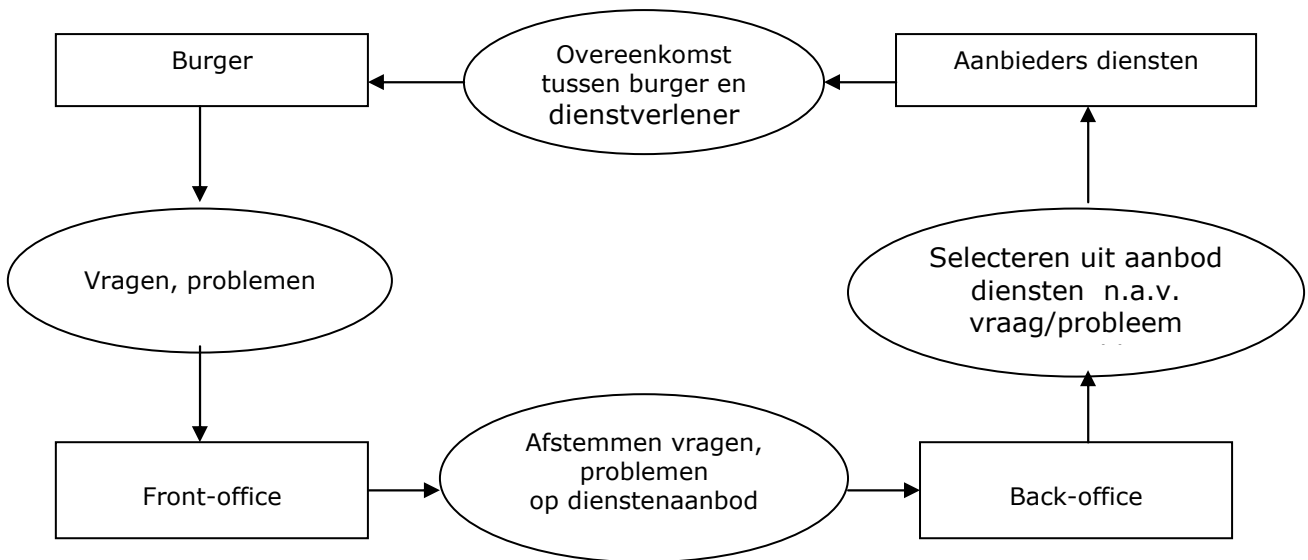 Burger
Overeenkomst
tussen burger en
dienstverlener
Aanbieders diensten
Vragen, problemen
Selecteren uit aanbod
diensten n.a.v.
vraag/probleem
Front-office
Afstemmen vragen,
problemen
op dienstenaanbod
Back-office